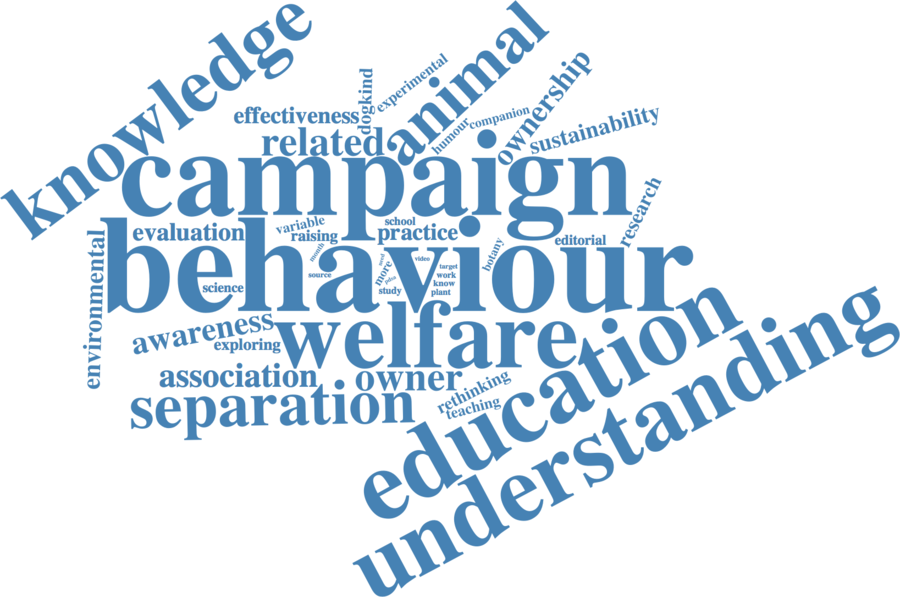 knowledge
animal
dogkind
experimental
effectiveness
related
humour
companion
ownership
sustainability
campaign
research
evaluation
variable
raising
school
practice
editorial
botany
behaviour
environmental
month
source
need
more
video
target
work
know
plant
study
science
awareness
exploring
welfare
association
owner
separation
rethinking
teaching
education
understanding